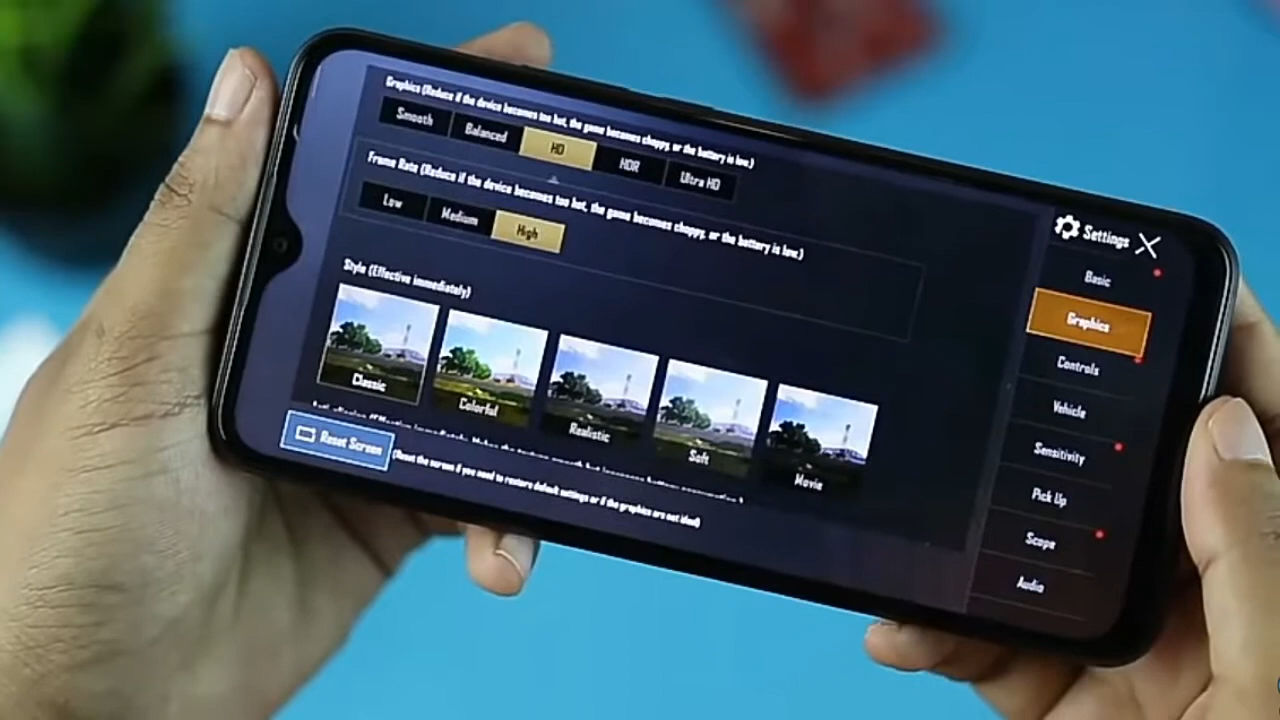 Graphics (Reduce if the device becomes too hot, the game becomes choppy, or the battery is low.)
Smooth
Balanced
HD
HDR
Ultra HD
Frame Rate (Reduce if the device becomes too hot, the game becomes choppy, or the battery is low.)
Low
Medium
High
Style (Effective immediately)
Classic
Colorful
Realistic
Soft
Movie
Reset Screen
(Reset the screen if you need to restore default settings or if the graphics are not ideal)
Settings
Basic
Graphics
Controls
Vehicle
Sensitivity
Pick Up
Scope
Audio